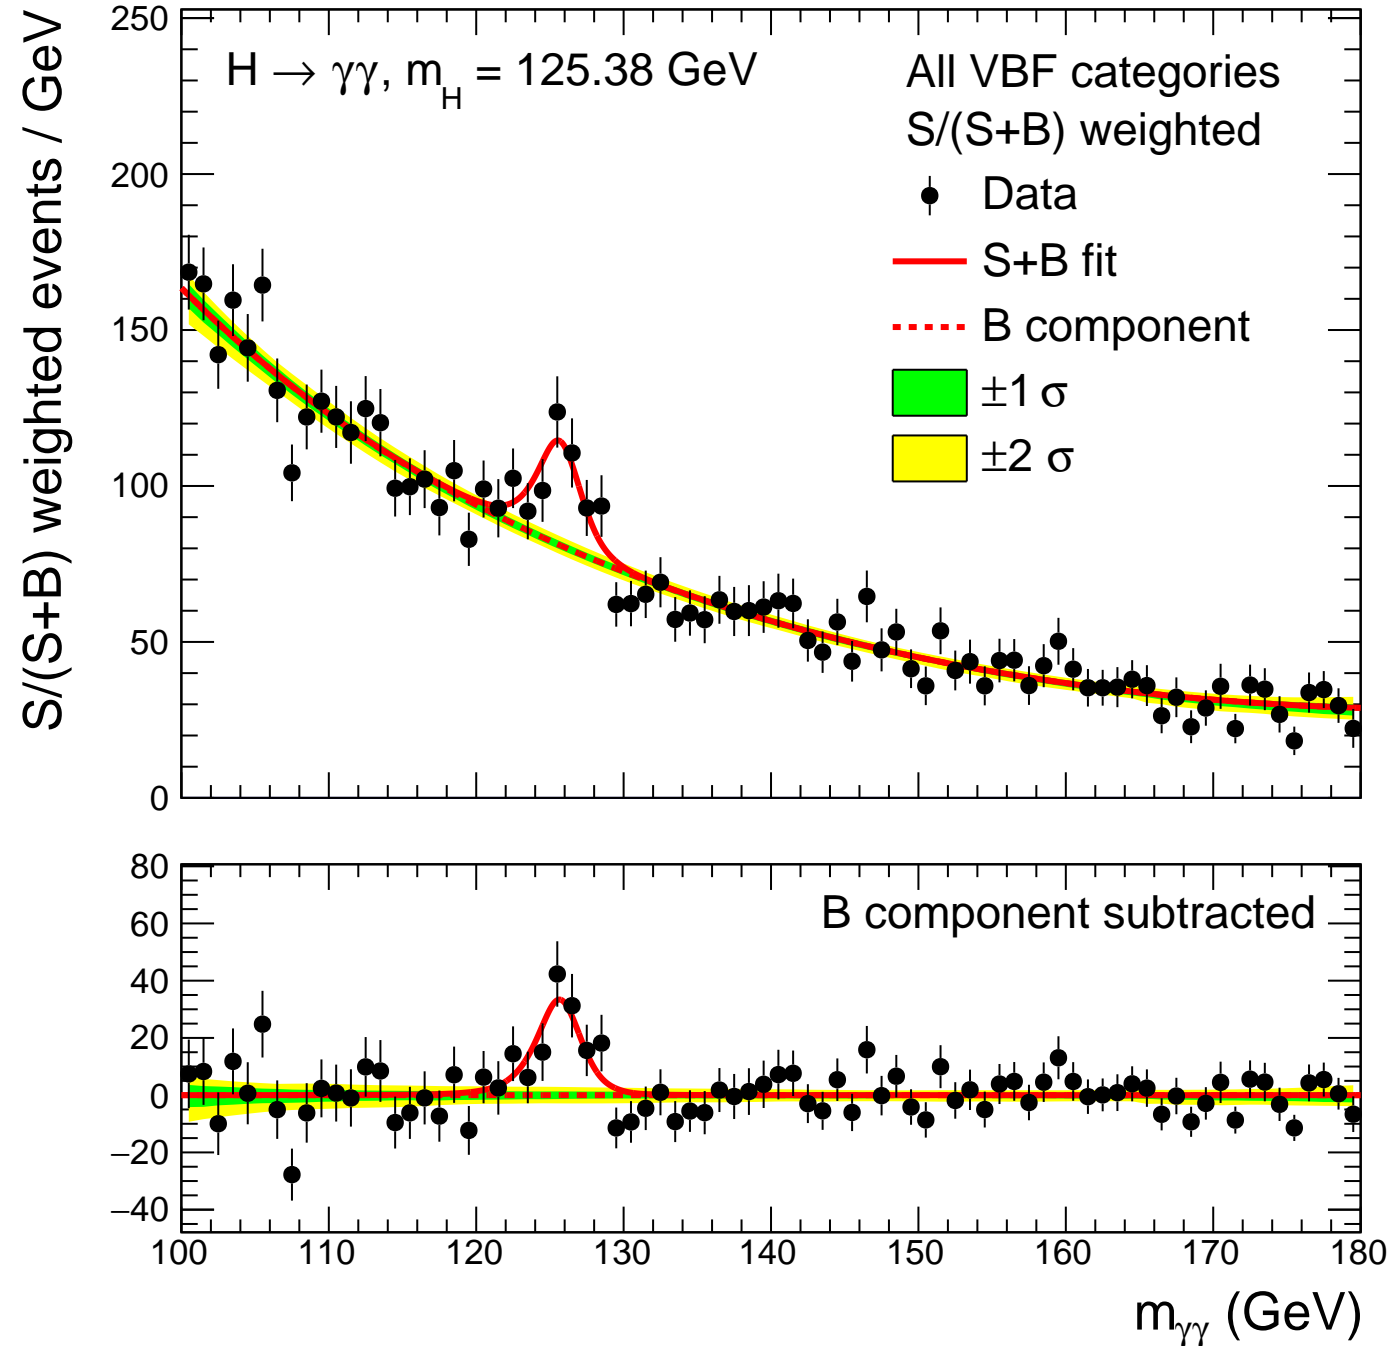 S/(S+B) weighted events / GeV
250
200
150
100
50
0
H → γγ, m_H = 125.38 GeV
All VBF categories
S/(S+B) weighted
Data
S+B fit
B component
±1 σ
±2 σ
80
60
40
20
0
−20
−40
B component subtracted
100 110 120 130 140 150 160 170 180
m_γγ (GeV)